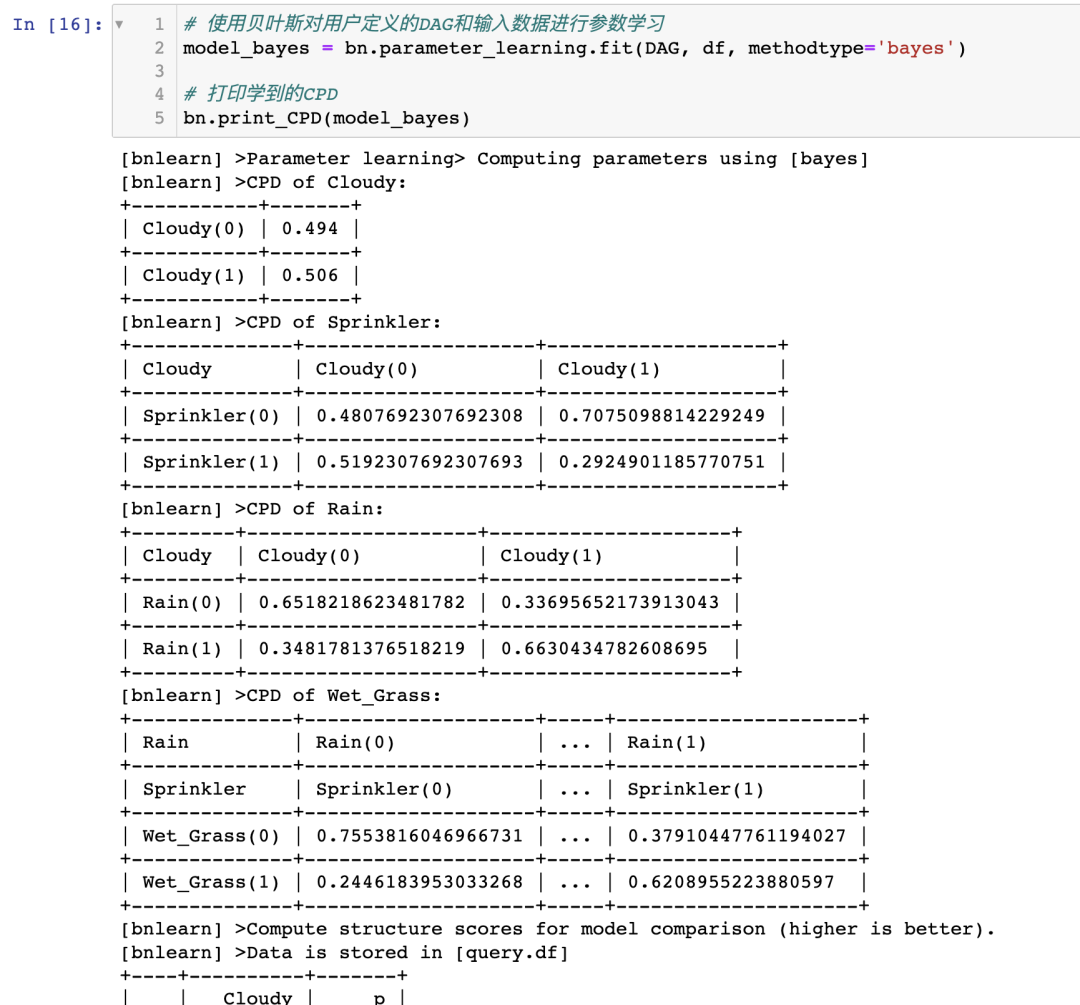 In [16]:
1 # 使用贝叶斯对用户定义的DAG和输入数据进行参数学习
2 model_bayes = bn.parameter_learning.fit(DAG, df, methodtype='bayes')
3
4 # 打印学到的CPD
5 bn.print_CPD(model_bayes)
[bnlearn] >Parameter learning> Computing parameters using [bayes]
[bnlearn] >CPD of Cloudy:
+-----------+-------+
| Cloudy(0) | 0.494 |
+-----------+-------+
| Cloudy(1) | 0.506 |
+-----------+-------+
[bnlearn] >CPD of Sprinkler:
+--------------+--------------------+--------------------+
| Cloudy       | Cloudy(0)          | Cloudy(1)          |
+--------------+--------------------+--------------------+
| Sprinkler(0) | 0.4807692307692308 | 0.7075098814229249 |
+--------------+--------------------+--------------------+
| Sprinkler(1) | 0.5192307692307693 | 0.2924901185770751 |
+--------------+--------------------+--------------------+
[bnlearn] >CPD of Rain:
+---------+--------------------+---------------------+
| Cloudy  | Cloudy(0)          | Cloudy(1)           |
+---------+--------------------+---------------------+
| Rain(0) | 0.6518218623481782 | 0.33695652173913043 |
+---------+--------------------+---------------------+
| Rain(1) | 0.3481781376518219 | 0.6630434782608695  |
+---------+--------------------+---------------------+
[bnlearn] >CPD of Wet_Grass:
+--------------+--------------------+-----+---------------------+
| Rain         | Rain(0)            | ... | Rain(1)             |
+--------------+--------------------+-----+---------------------+
| Sprinkler    | Sprinkler(0)       | ... | Sprinkler(1)        |
+--------------+--------------------+-----+---------------------+
| Wet_Grass(0) | 0.7553816046966731 | ... | 0.37910447761194027 |
+--------------+--------------------+-----+---------------------+
| Wet_Grass(1) | 0.2446183953033268 | ... | 0.6208955223880597  |
+--------------+--------------------+-----+---------------------+
[bnlearn] >Compute structure scores for model comparison (higher is better).
[bnlearn] >Data is stored in [query.df]
+----+----------+-------+
|    |   Cloudy |     p |